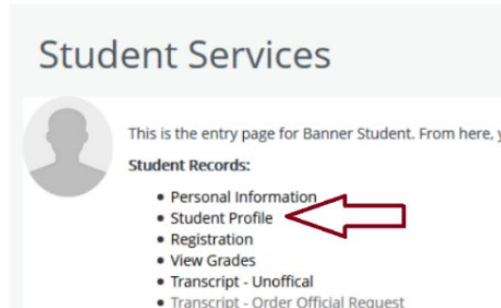 Student Services
This is the entry page for Banner Student. From here,
Student Records:
• Personal Information
• Student Profile
• Registration
• View Grades
• Transcript - Unoffical
• Transcript - Order Official Request